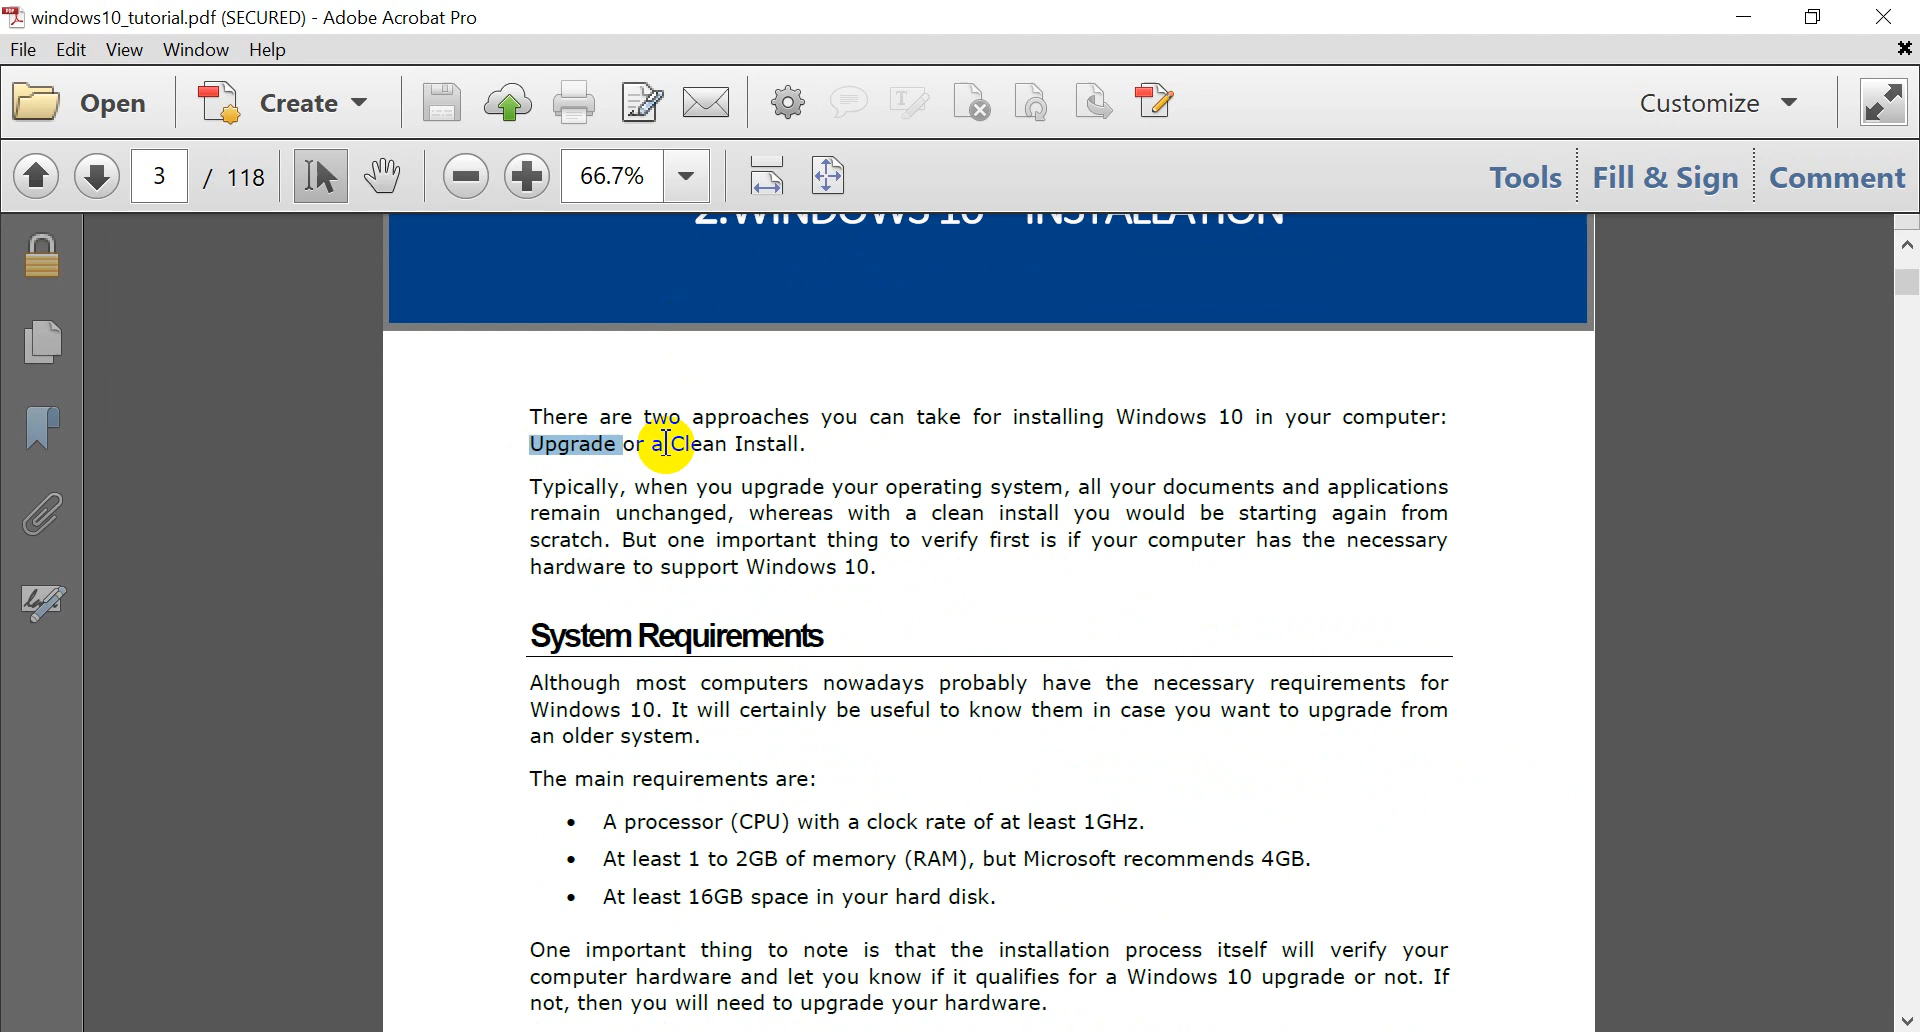 windows10_tutorial.pdf (SECURED) - Adobe Acrobat Pro
File Edit View Window Help
Open Create Customize
3 / 118 66.7% Tools Fill & Sign Comment
2. WINDOWS 10 – INSTALLATION
There are two approaches you can take for installing Windows 10 in your computer:
Upgrade or a Clean Install.
Typically, when you upgrade your operating system, all your documents and applications
remain unchanged, whereas with a clean install you would be starting again from
scratch. But one important thing to verify first is if your computer has the necessary
hardware to support Windows 10.
System Requirements
Although most computers nowadays probably have the necessary requirements for
Windows 10. It will certainly be useful to know them in case you want to upgrade from
an older system.
The main requirements are:
• A processor (CPU) with a clock rate of at least 1GHz.
• At least 1 to 2GB of memory (RAM), but Microsoft recommends 4GB.
• At least 16GB space in your hard disk.
One important thing to note is that the installation process itself will verify your
computer hardware and let you know if it qualifies for a Windows 10 upgrade or not. If
not, then you will need to upgrade your hardware.